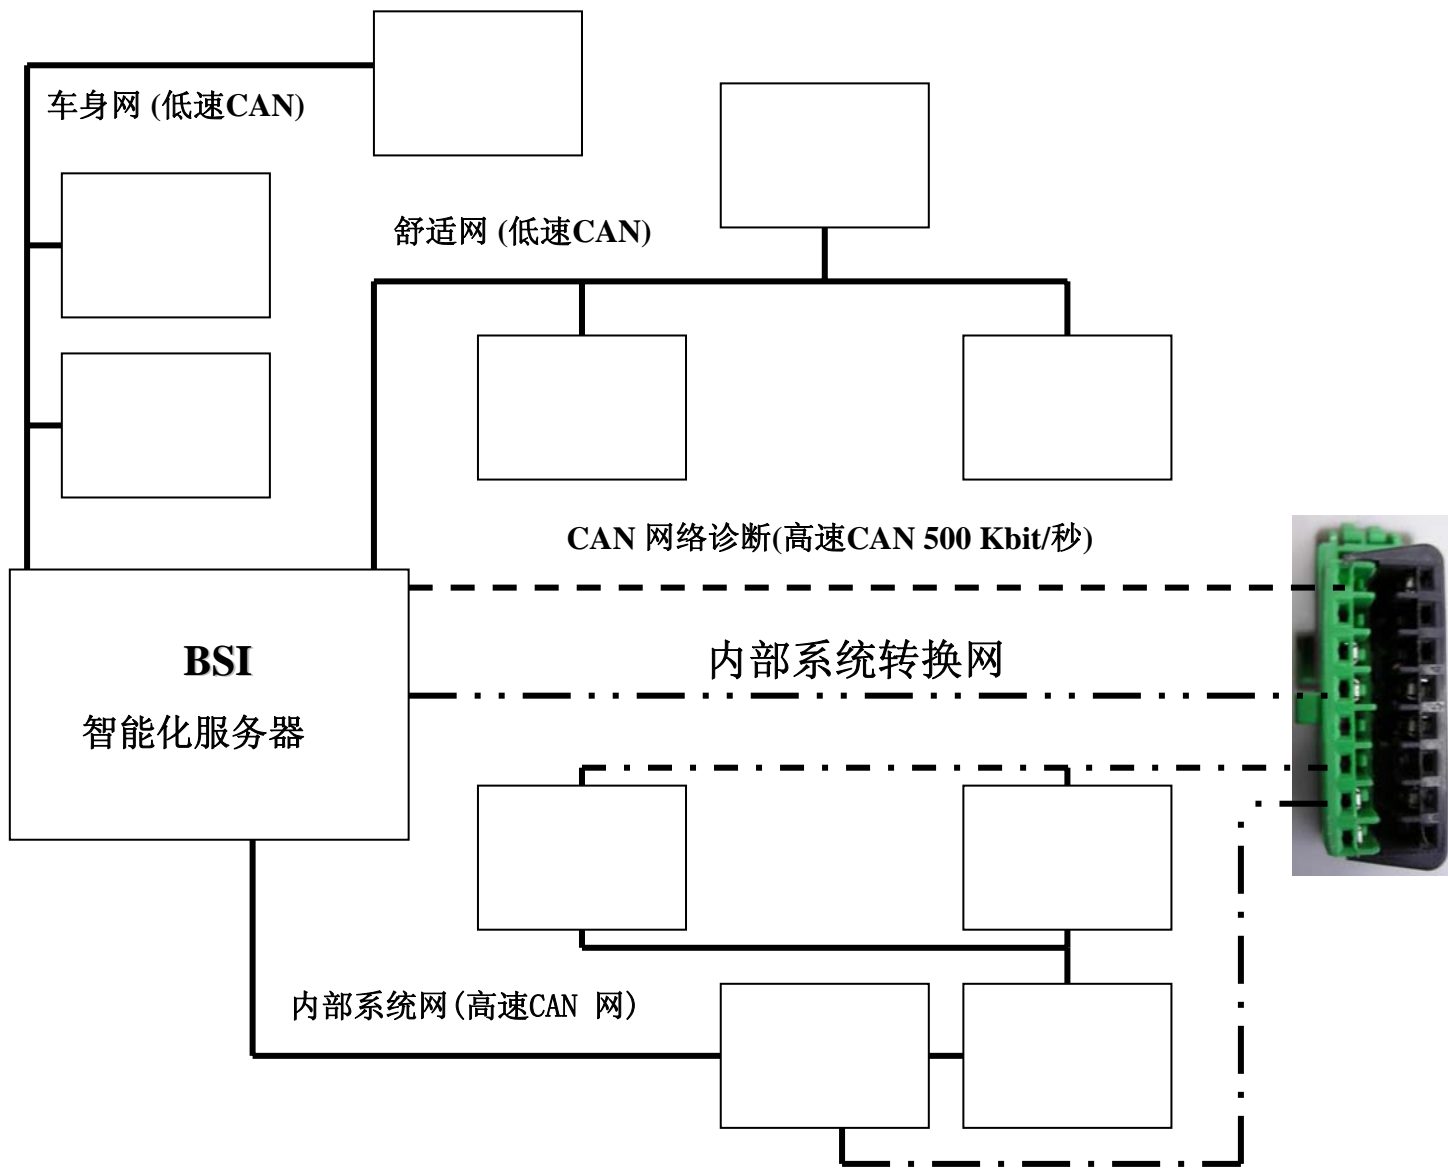 车身网 (低速CAN)
舒适网 (低速CAN)
CAN 网络诊断(高速CAN 500 Kbit/秒)
BSI
智能化服务器
内部系统转换网
内部系统网(高速CAN 网)